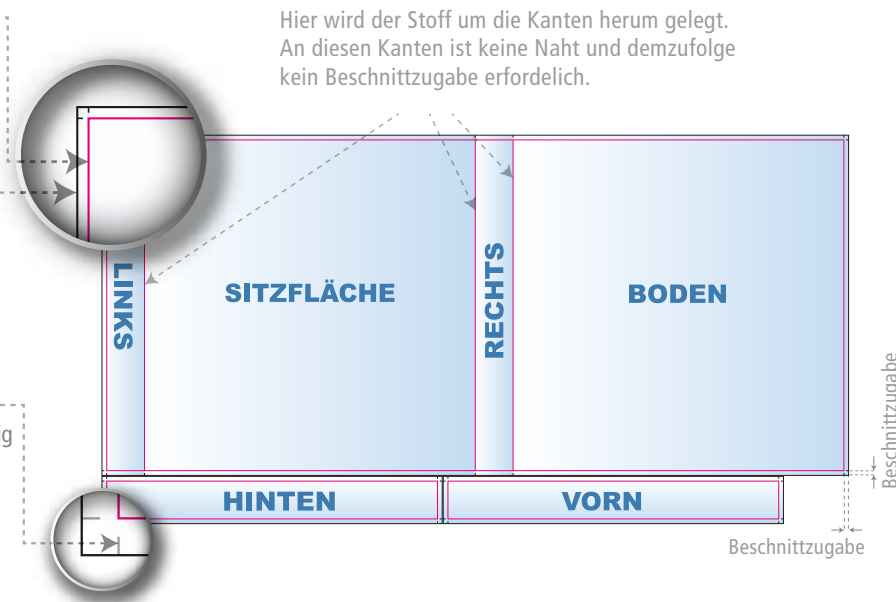 Hier wird der Stoff um die Kanten herum gelegt.
An diesen Kanten ist keine Naht und demzufolge
kein Beschnittzugabe erfordelich.
LINKS
SITZFLÄCHE
RECHTS
BODEN
ig
Beschnittzugabe
HINTEN
VORN
Beschnittzugabe